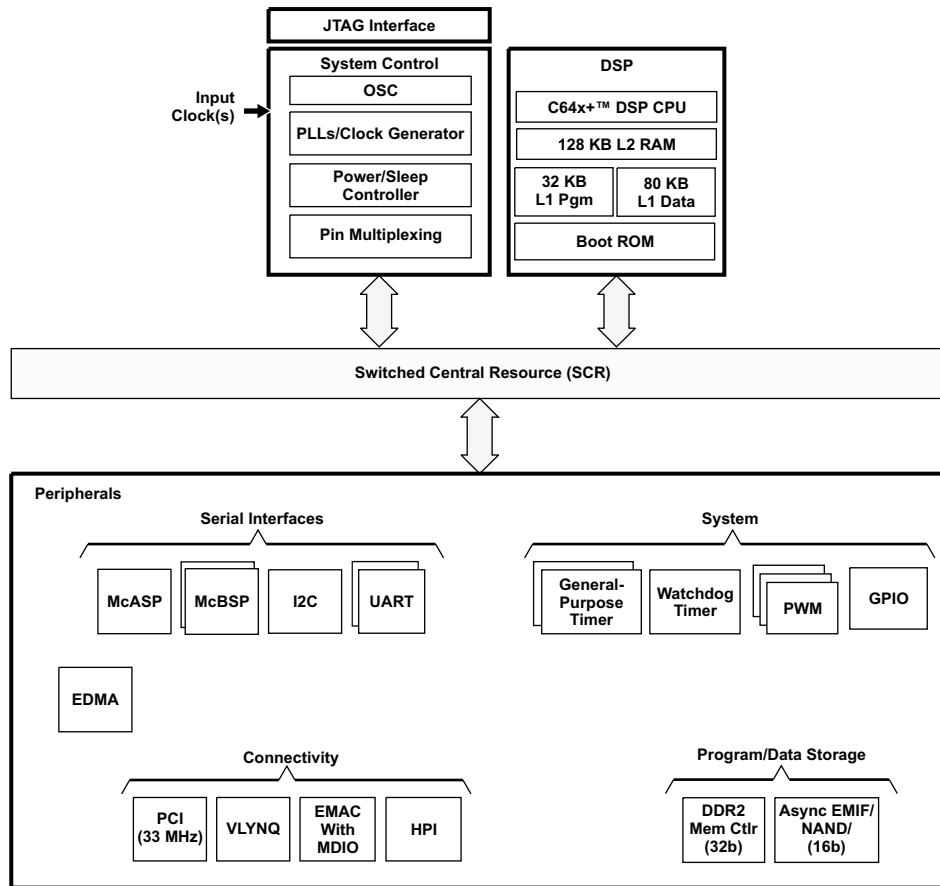 JTAG Interface
System Control
OSC
Input
Clock(s)
PLLs/Clock Generator
Power/Sleep
Controller
Pin Multiplexing
DSP
C64x+™ DSP CPU
128 KB L2 RAM
32 KB
L1 Pgm
80 KB
L1 Data
Boot ROM
Switched Central Resource (SCR)
Peripherals
Serial Interfaces
McASP
McBSP
I2C
UART
System
General-
Purpose
Timer
Watchdog
Timer
PWM
GPIO
EDMA
Connectivity
PCI
(33 MHz)
VLYNQ
EMAC
With
MDIO
HPI
Program/Data Storage
DDR2
Mem Ctlr
(32b)
Async EMIF/
NAND/
(16b)